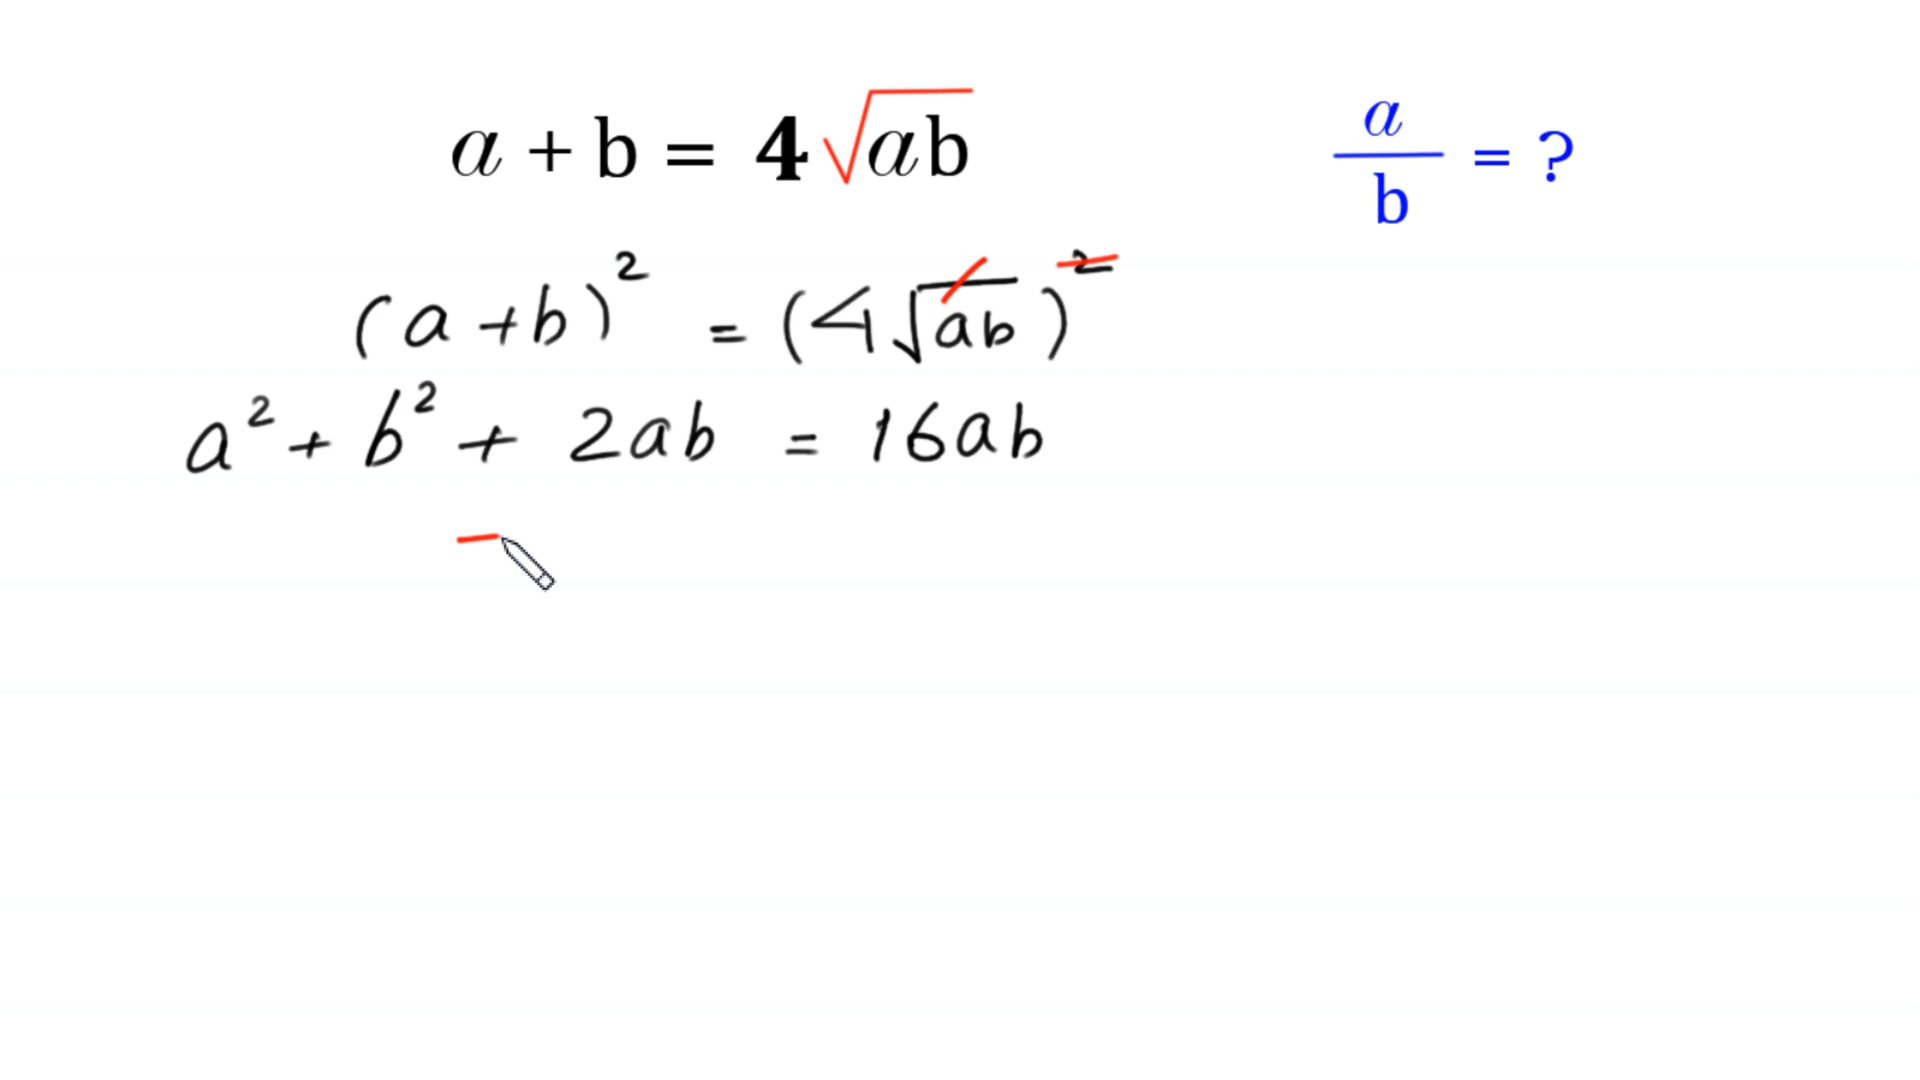 a + b = 4 √ab
a/b = ?
(a + b)² = (4√ab)²
a² + b² + 2ab = 16ab
−